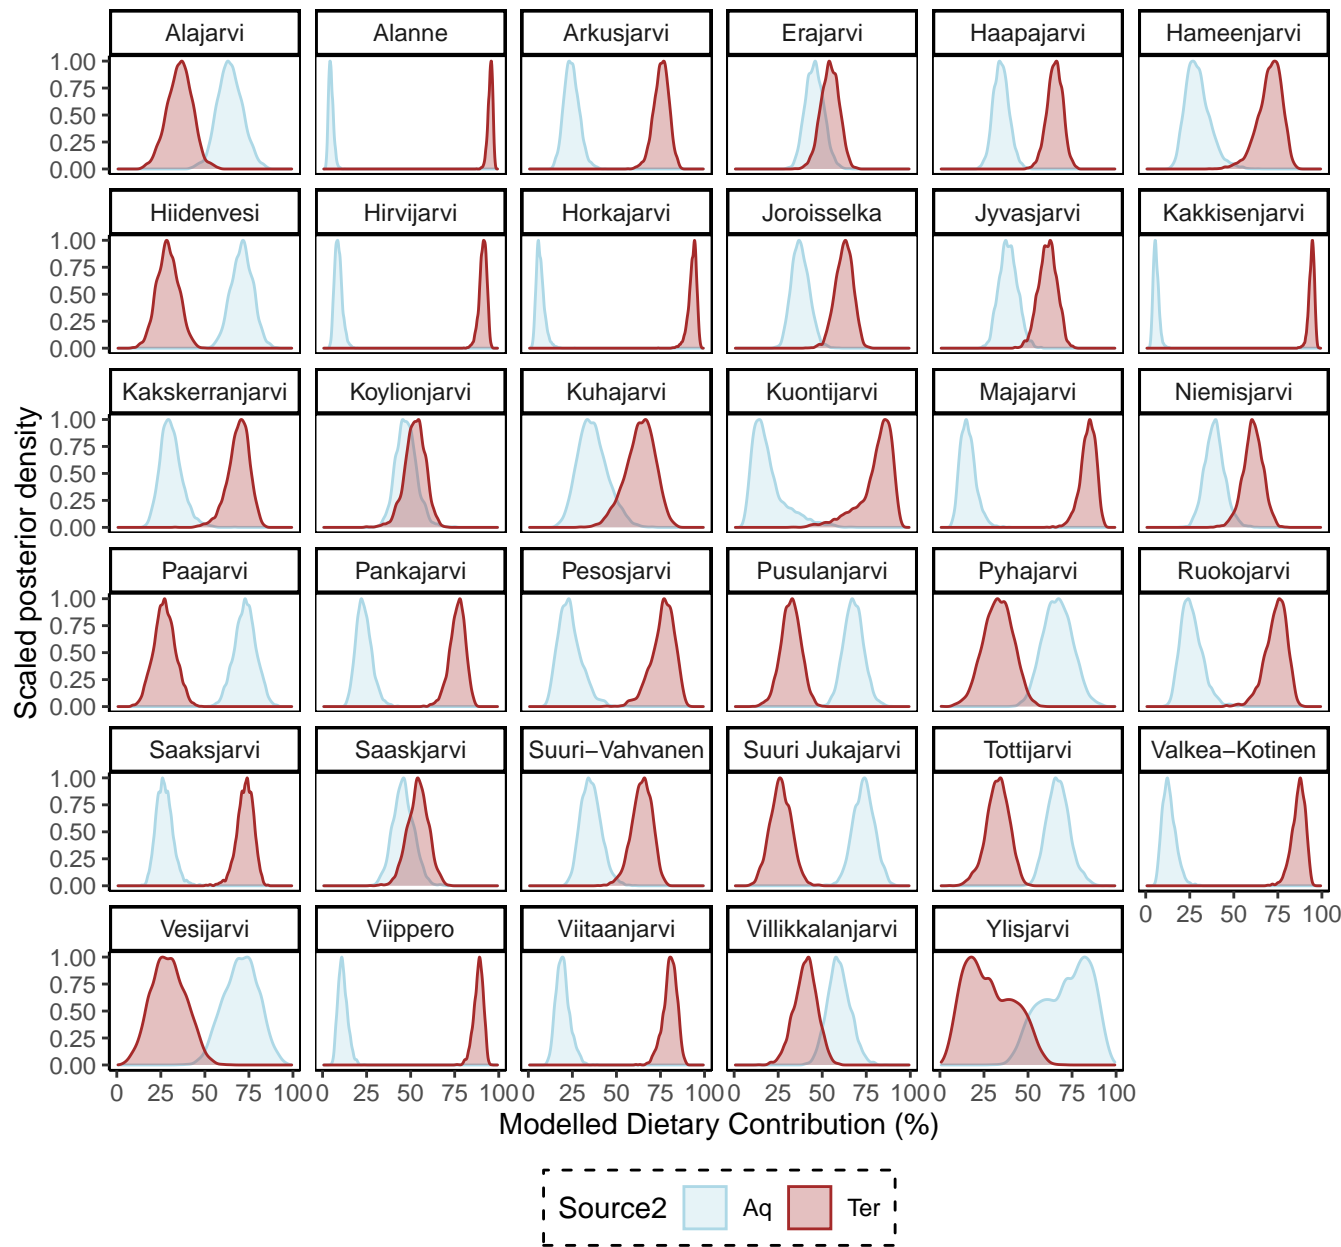 Alajarvi Alanne Arkusjarvi Erajarvi Haapajarvi Hameenjarvi
1.00
0.75
0.50
0.25
0.00
Hiidenvesi Hirvijarvi Horkajarvi Joroisselka Jyvasjarvi Kakkisenjarvi
1.00
0.75
0.50
0.25
0.00
Kakskerranjarvi Koylionjarvi Kuhajarvi Kuontijarvi Majajarvi Niemisjarvi
1.00
0.75
0.50
0.25
0.00
Scaled posterior density
Paajarvi Pankajarvi Pesosjarvi Pusulanjarvi Pyhajarvi Ruokojarvi
1.00
0.75
0.50
0.25
0.00
Saaksjarvi Saaskjarvi Suuri−Vahvanen Suuri Jukajarvi Tottijarvi Valkea−Kotinen
1.00
0.75
0.50
0.25
0.00
0 25 50 75 100
Vesijarvi Viippero Viitaanjarvi Villikkalanjarvi Ylisjarvi
1.00
0.75
0.50
0.25
0.00
0 25 50 75 100 0 25 50 75 100 0 25 50 75 100 0 25 50 75 100 0 25 50 75 100
Modelled Dietary Contribution (%)
Source2 Aq Ter